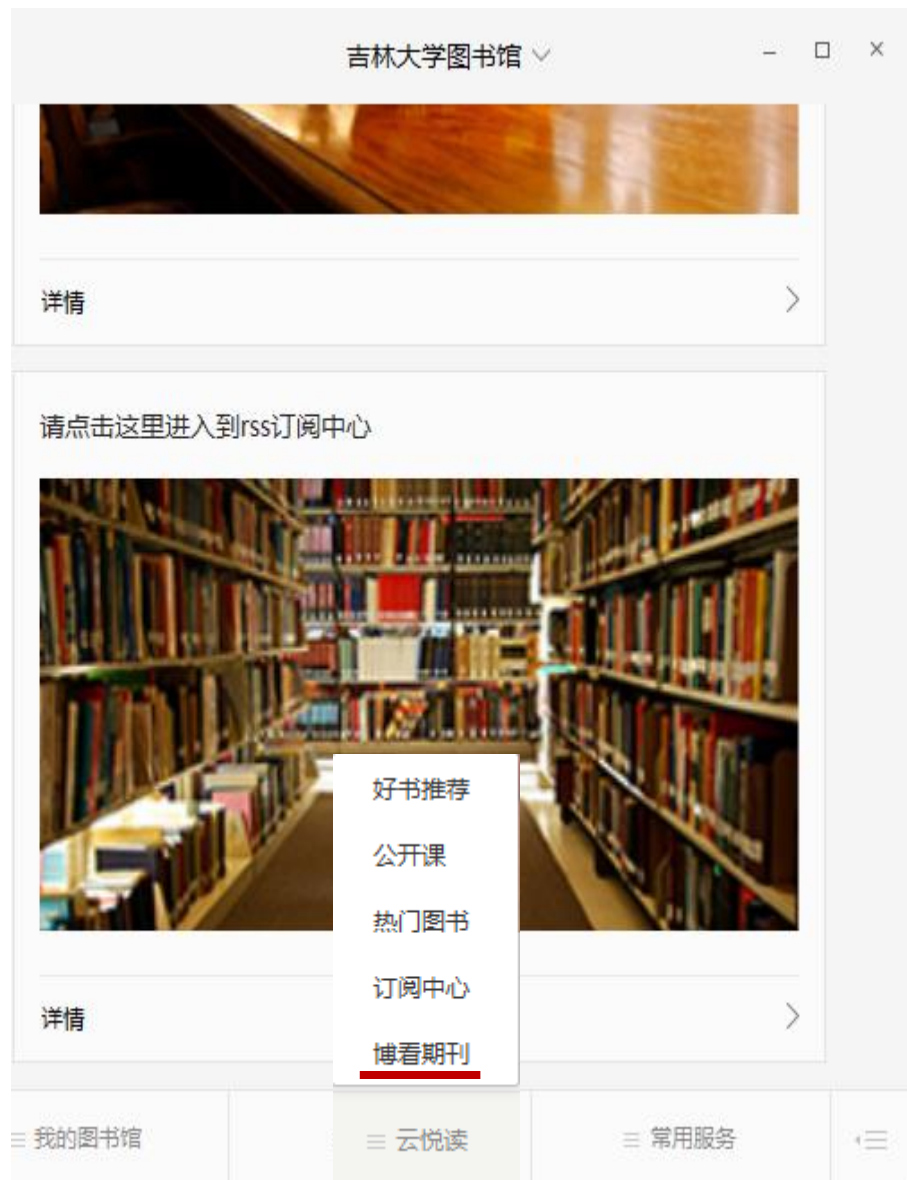 吉林大学图书馆
详情
请点击这里进入到rss订阅中心
好书推荐
公开课
热门图书
订阅中心
博看期刊
详情
我的图书馆
云悦读
常用服务